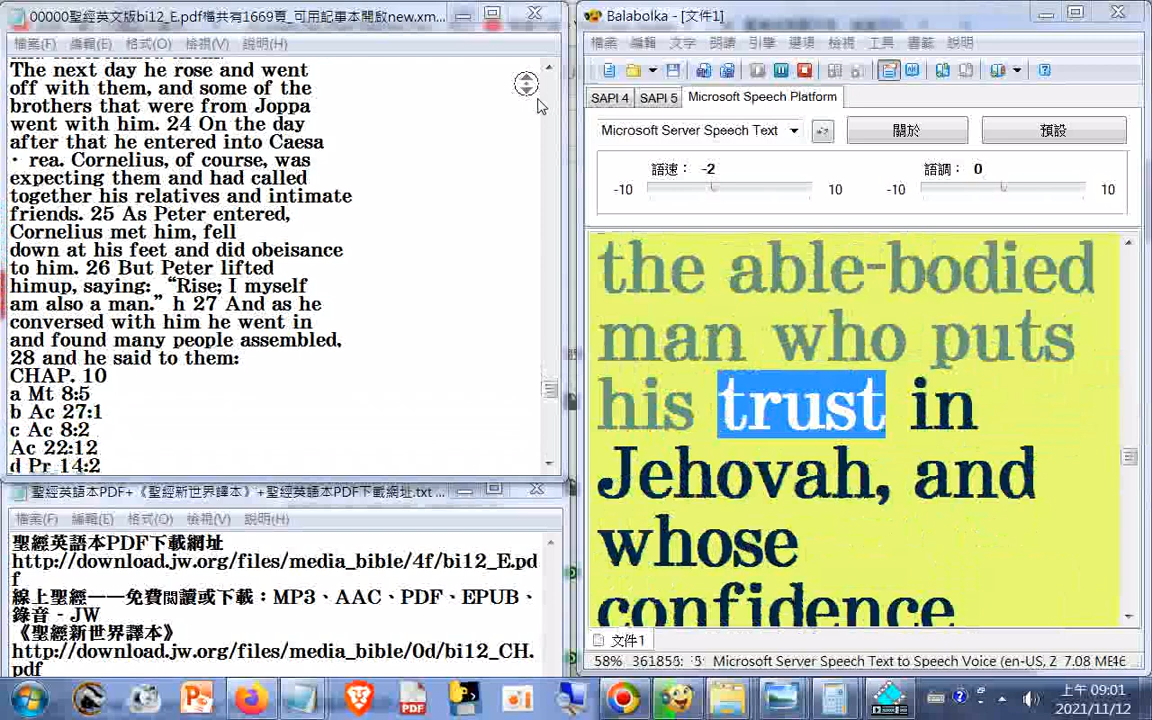 00000聖經英文版bi12_E.pdf檔共有1669頁_可用記事本開啟new.xm...
檔案(F) 編輯(E) 格式(O) 檢視(V) 說明(H)
The next day he rose and went
off with them, and some of the
brothers that were from Joppa
went with him. 24 On the day
after that he entered into Caesa
· rea. Cornelius, of course, was
expecting them and had called
together his relatives and intimate
friends. 25 As Peter entered,
Cornelius met him, fell
down at his feet and did obeisance
to him. 26 But Peter lifted
himup, saying: “Rise; I myself
am also a man.” h 27 And as he
conversed with him he went in
and found many people assembled,
28 and he said to them:
CHAP. 10
a Mt 8:5
b Ac 27:1
c Ac 8:2
Ac 22:12
d Pr 14:2
聖經英語本PDF+《聖經新世界譯本》+聖經英語本PDF下載網址.txt ...
檔案(F) 編輯(E) 格式(O) 檢視(V) 說明(H)
聖經英語本PDF下載網址
http://download.jw.org/files/media_bible/4f/bi12_E.pd
f
線上聖經——免費閱讀或下載：MP3、AAC、PDF、EPUB、
錄音 - JW
《聖經新世界譯本》
http://download.jw.org/files/media_bible/0d/bi12_CH.
pdf
Balabolka - [文件1]
檔案 編輯 文字 朗讀 引擎 選項 檢視 工具 書籤 說明
SAPI 4 SAPI 5 Microsoft Speech Platform
Microsoft Server Speech Text 關於 預設
語速： -2 語調： 0
-10 10 -10 10
the able-bodied
man who puts
his trust in
Jehovah, and
whose
confidence
文件1
58% Microsoft Server Speech Text to Speech Voice (en-US, 7.08 ME
上午 09:01
2021/11/12